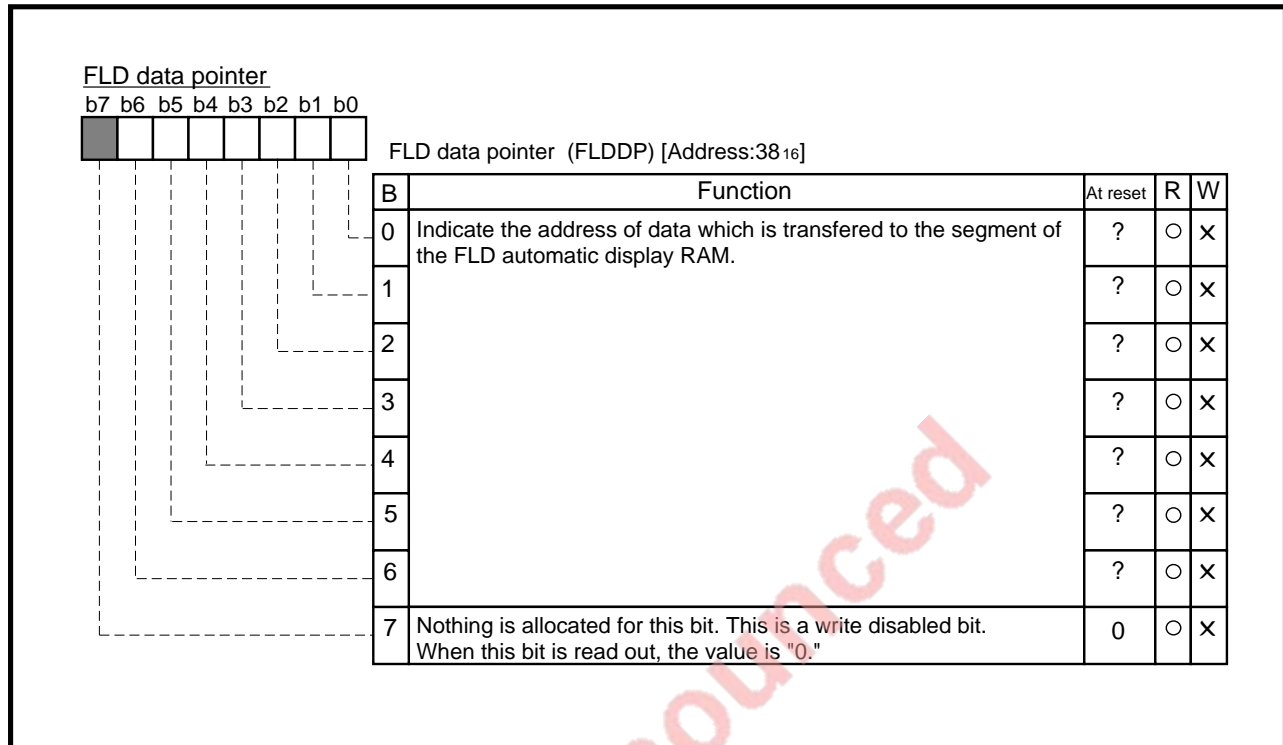 FLD data pointer
b7 b6 b5 b4 b3 b2 b1 b0
FLD data pointer (FLDDP) [Address:3816]
B Function At reset R W
0 Indicate the address of data which is transfered to the segment of ? ○ ×
the FLD automatic display RAM.
1 ? ○ ×
2 ? ○ ×
3 ? ○ ×
4 ? ○ ×
5 ? ○ ×
6 ? ○ ×
7 Nothing is allocated for this bit. This is a write disabled bit. 0 ○ ×
When this bit is read out, the value is "0."
ounced